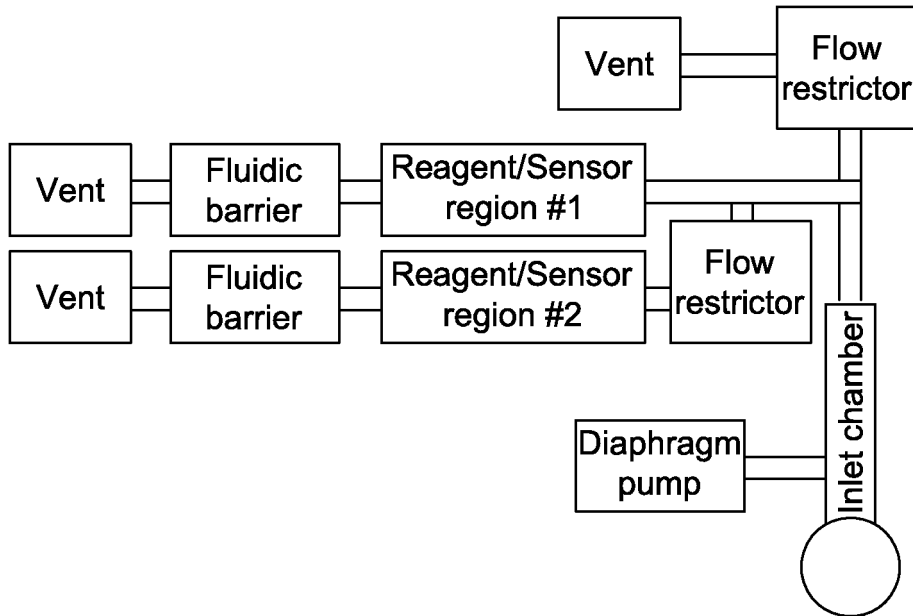 Vent
Flow
restrictor
Vent
Fluidic
barrier
Reagent/Sensor
region #1
Vent
Fluidic
barrier
Reagent/Sensor
region #2
Flow
restrictor
Diaphragm
pump
Inlet chamber